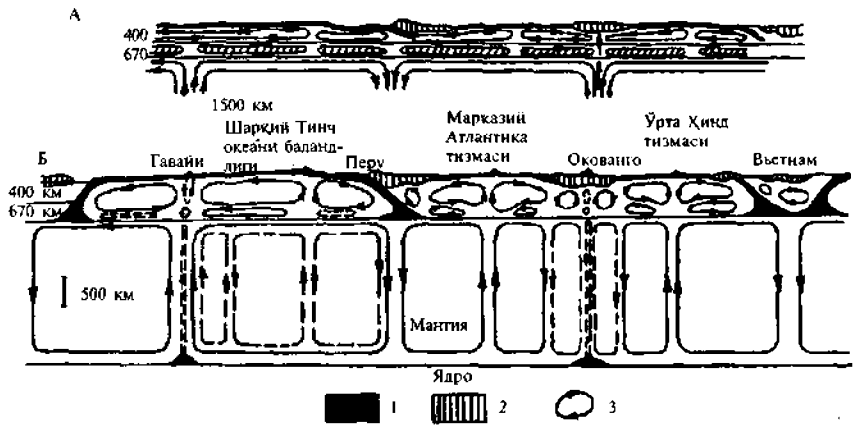 А
400
670
1500 км
Шарқий Тинч
океани баланд-
лиги
Марказий
Атлантика
тизмаси
Ўрта Ҳинд
тизмаси
Б
Гавайи
Перу
Окованго
Вьетнам
400 км
670 км
500 км
Мантия
Ядро
1
2
3